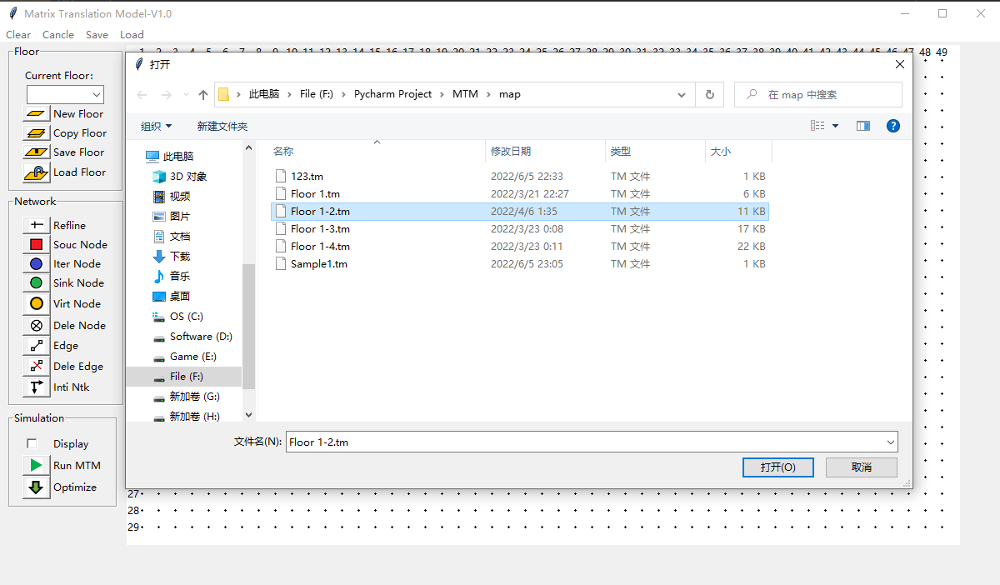 Matrix Translation Model-V1.0
Clear Cancle Save Load
Floor
Current Floor:
New Floor
Copy Floor
Save Floor
Load Floor
Network
Refline
Souc Node
Iter Node
Sink Node
Virt Node
Dele Node
Edge
Dele Edge
Inti Ntk
Simulation
Display
Run MTM
Optimize
1 2 3 4 5 6 7 8 9 10 11 12 13 14 15 16 17 18 19 20 21 22 23 24 25 26 27 28 29 30 31 32 33 34 35 36 37 38 39 40 41 42 43 44 45 46 47 48 49
打开
此电脑 › File (F:) › Pycharm Project › MTM › map
在 map 中搜索
组织 新建文件夹
此电脑
3D 对象
视频
图片
文档
下载
音乐
桌面
OS (C:)
Software (D:)
Game (E:)
File (F:)
新加卷 (G:)
新加卷 (H:)
名称 修改日期 类型 大小
123.tm 2022/6/5 22:33 TM 文件 1 KB
Floor 1.tm 2022/3/21 22:27 TM 文件 6 KB
Floor 1-2.tm 2022/4/6 1:35 TM 文件 11 KB
Floor 1-3.tm 2022/3/23 0:08 TM 文件 17 KB
Floor 1-4.tm 2022/3/23 0:11 TM 文件 22 KB
Sample1.tm 2022/6/5 23:05 TM 文件 1 KB
文件名(N): Floor 1-2.tm
打开(O) 取消
27
28
29